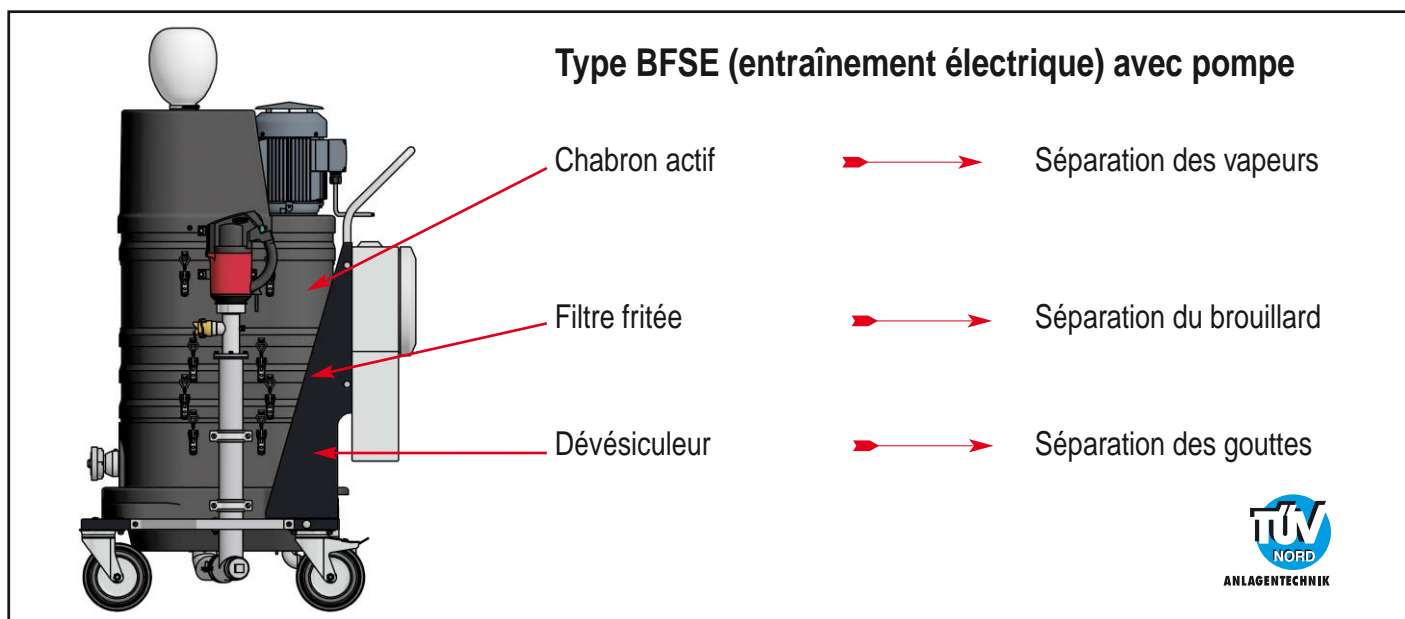 Type BFSE (entraînement électrique) avec pompe
Chabron actif Séparation des vapeurs
Filtre fritée Séparation du brouillard
Dévésiculeur Séparation des gouttes
TÜV
NORD
ANLAGENTECHNIK